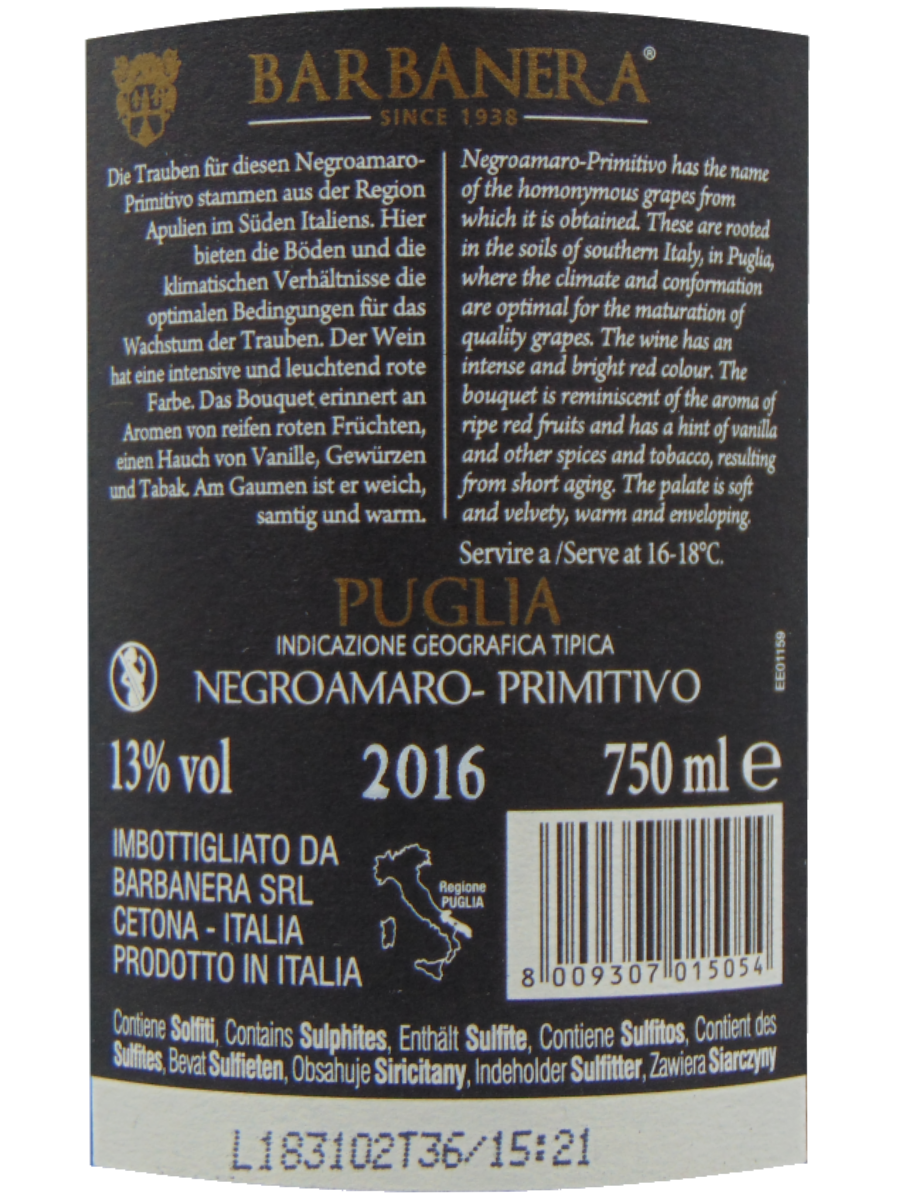 BARBANERA®
SINCE 1938
Die Trauben für diesen Negroamaro-
Primitivo stammen aus der Region
Apulien im Süden Italiens. Hier
bieten die Böden und die
klimatischen Verhältnisse die
optimalen Bedingungen für das
Wachstum der Trauben. Der Wein
hat eine intensive und leuchtend rote
Farbe. Das Bouquet erinnert an
Aromen von reifen roten Früchten,
einen Hauch von Vanille, Gewürzen
und Tabak. Am Gaumen ist er weich,
samtig und warm.
Negroamaro-Primitivo has the name
of the homonymous grapes from
which it is obtained. These are rooted
in the soils of southern Italy, in Puglia,
where the climate and conformation
are optimal for the maturation of
quality grapes. The wine has an
intense and bright red colour. The
bouquet is reminiscent of the aroma of
ripe red fruits and has a hint of vanilla
and other spices and tobacco, resulting
from short aging. The palate is soft
and velvety, warm and enveloping.
Servire a /Serve at 16-18°C.
PUGLIA
INDICAZIONE GEOGRAFICA TIPICA
NEGROAMARO- PRIMITIVO
EE01159
13% vol 2016 750 ml e
IMBOTTIGLIATO DA
BARBANERA SRL
CETONA - ITALIA
PRODOTTO IN ITALIA
Regione
PUGLIA
8 009307 015054
Contiene Solfiti, Contains Sulphites, Enthält Sulfite, Contiene Sulfitos, Contient des
Sulfites, Bevat Sulfieten, Obsahuje Siricitany, Indeholder Sulfitter, Zawiera Siarczyny
L183102T36/15:21